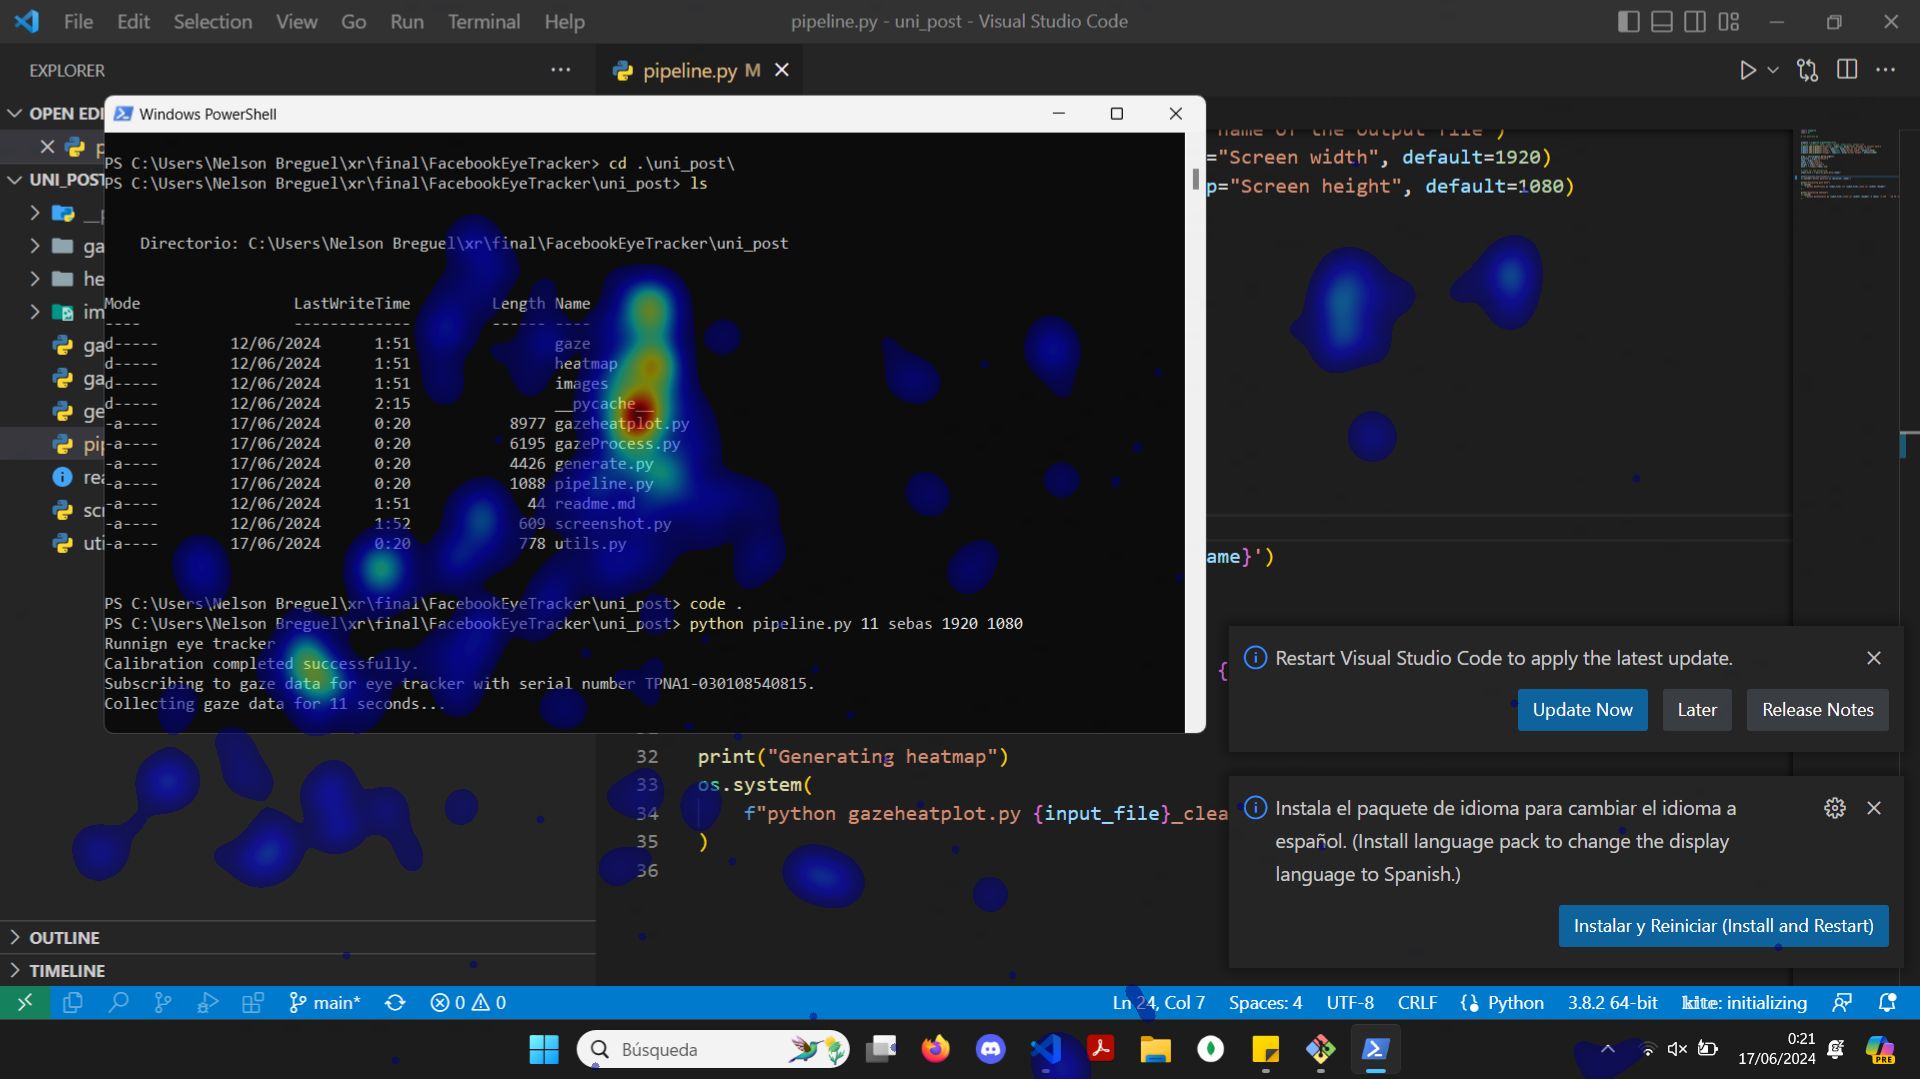 File Edit Selection View Go Run Terminal Help
pipeline.py - uni_post - Visual Studio Code
EXPLORER
pipeline.py M
OPEN EDI
UNI_POST
ga
he
im
ga
ga
ge
pip
rea
scr
uti
OUTLINE
TIMELINE
Windows PowerShell
PS C:\Users\Nelson Breguel\xr\final\FacebookEyeTracker> cd .\uni_post\
PS C:\Users\Nelson Breguel\xr\final\FacebookEyeTracker\uni_post> ls
Directorio: C:\Users\Nelson Breguel\xr\final\FacebookEyeTracker\uni_post
Mode LastWriteTime Length Name
---- ------------- ------ ----
d----- 12/06/2024 1:51 gaze
d----- 12/06/2024 1:51 heatmap
d----- 12/06/2024 1:51 images
d----- 12/06/2024 2:15 __pycache__
-a---- 17/06/2024 0:20 8977 gazeheatplot.py
-a---- 17/06/2024 0:20 6195 gazeProcess.py
-a---- 17/06/2024 0:20 4426 generate.py
-a---- 17/06/2024 0:20 1088 pipeline.py
-a---- 12/06/2024 1:51 44 readme.md
-a---- 12/06/2024 1:52 609 screenshot.py
-a---- 17/06/2024 0:20 778 utils.py
PS C:\Users\Nelson Breguel\xr\final\FacebookEyeTracker\uni_post> code .
PS C:\Users\Nelson Breguel\xr\final\FacebookEyeTracker\uni_post> python pipeline.py 11 sebas 1920 1080
Runnign eye tracker
Calibration completed successfully.
Subscribing to gaze data for eye tracker with serial number TPNA1-030108540815.
Collecting gaze data for 11 seconds...
name of the output file")
="Screen width", default=1920)
p="Screen height", default=1080)
ame}')
{
32 print("Generating heatmap")
33 os.system(
34 f"python gazeheatplot.py {input_file}_clea
35 )
36
Restart Visual Studio Code to apply the latest update.
Update Now Later Release Notes
Instala el paquete de idioma para cambiar el idioma a
español. (Install language pack to change the display
language to Spanish.)
Instalar y Reiniciar (Install and Restart)
main* 0 0 Ln 24, Col 7 Spaces: 4 UTF-8 CRLF Python 3.8.2 64-bit kite: initializing
Búsqueda
0:21
17/06/2024
PRE